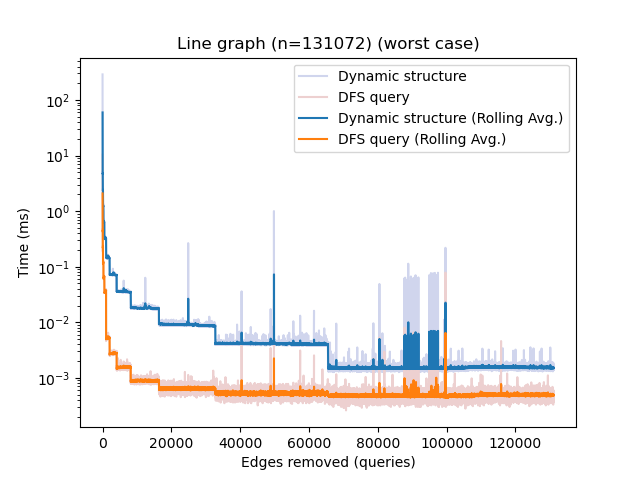 Line graph (n=131072) (worst case)
Dynamic structure
DFS query
Dynamic structure (Rolling Avg.)
DFS query (Rolling Avg.)
10²
10¹
10⁰
10⁻¹
10⁻²
10⁻³
Time (ms)
0 20000 40000 60000 80000 100000 120000
Edges removed (queries)